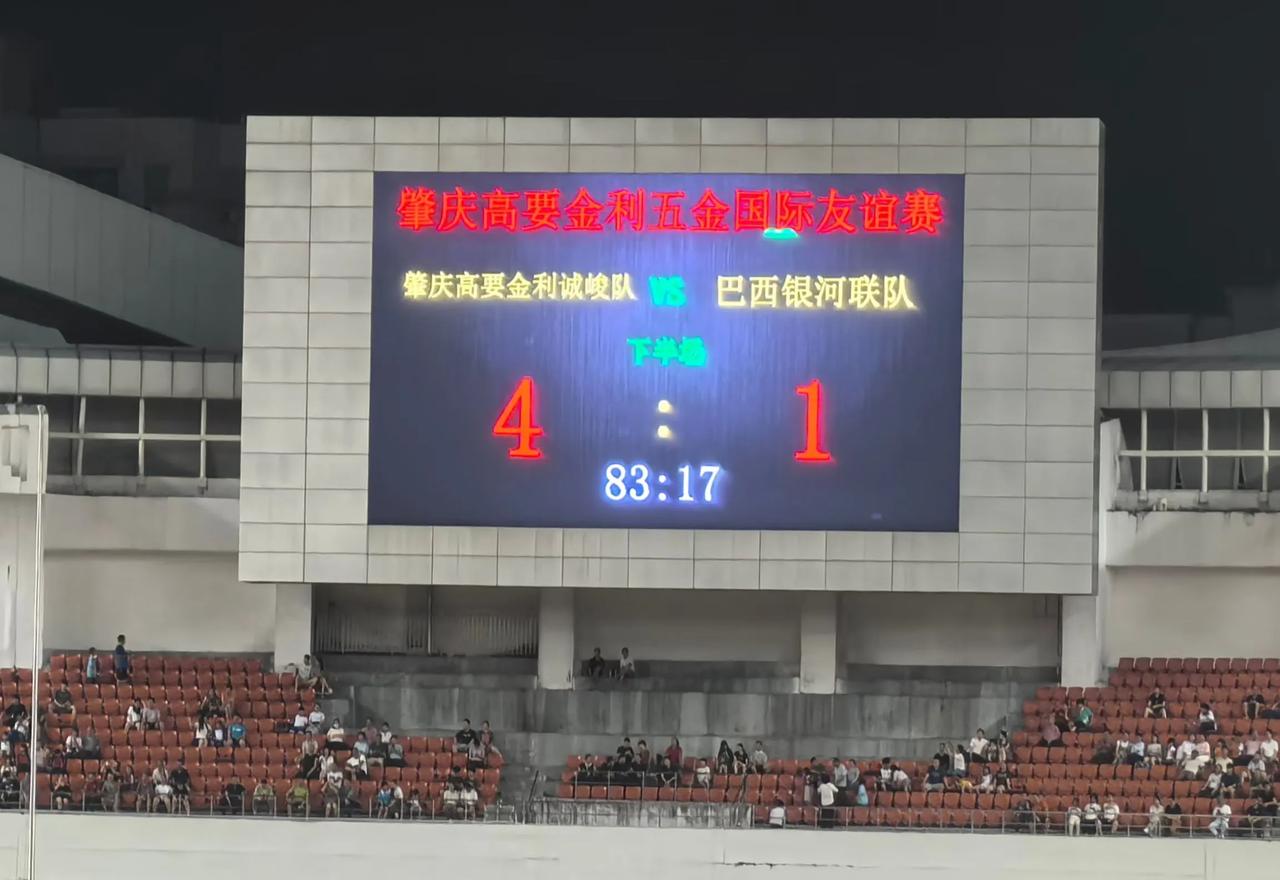 肇庆高要金利五金国际友谊赛
肇庆高要金利诚峻队 VS 巴西银河联队
下半场
4 : 1
83:17